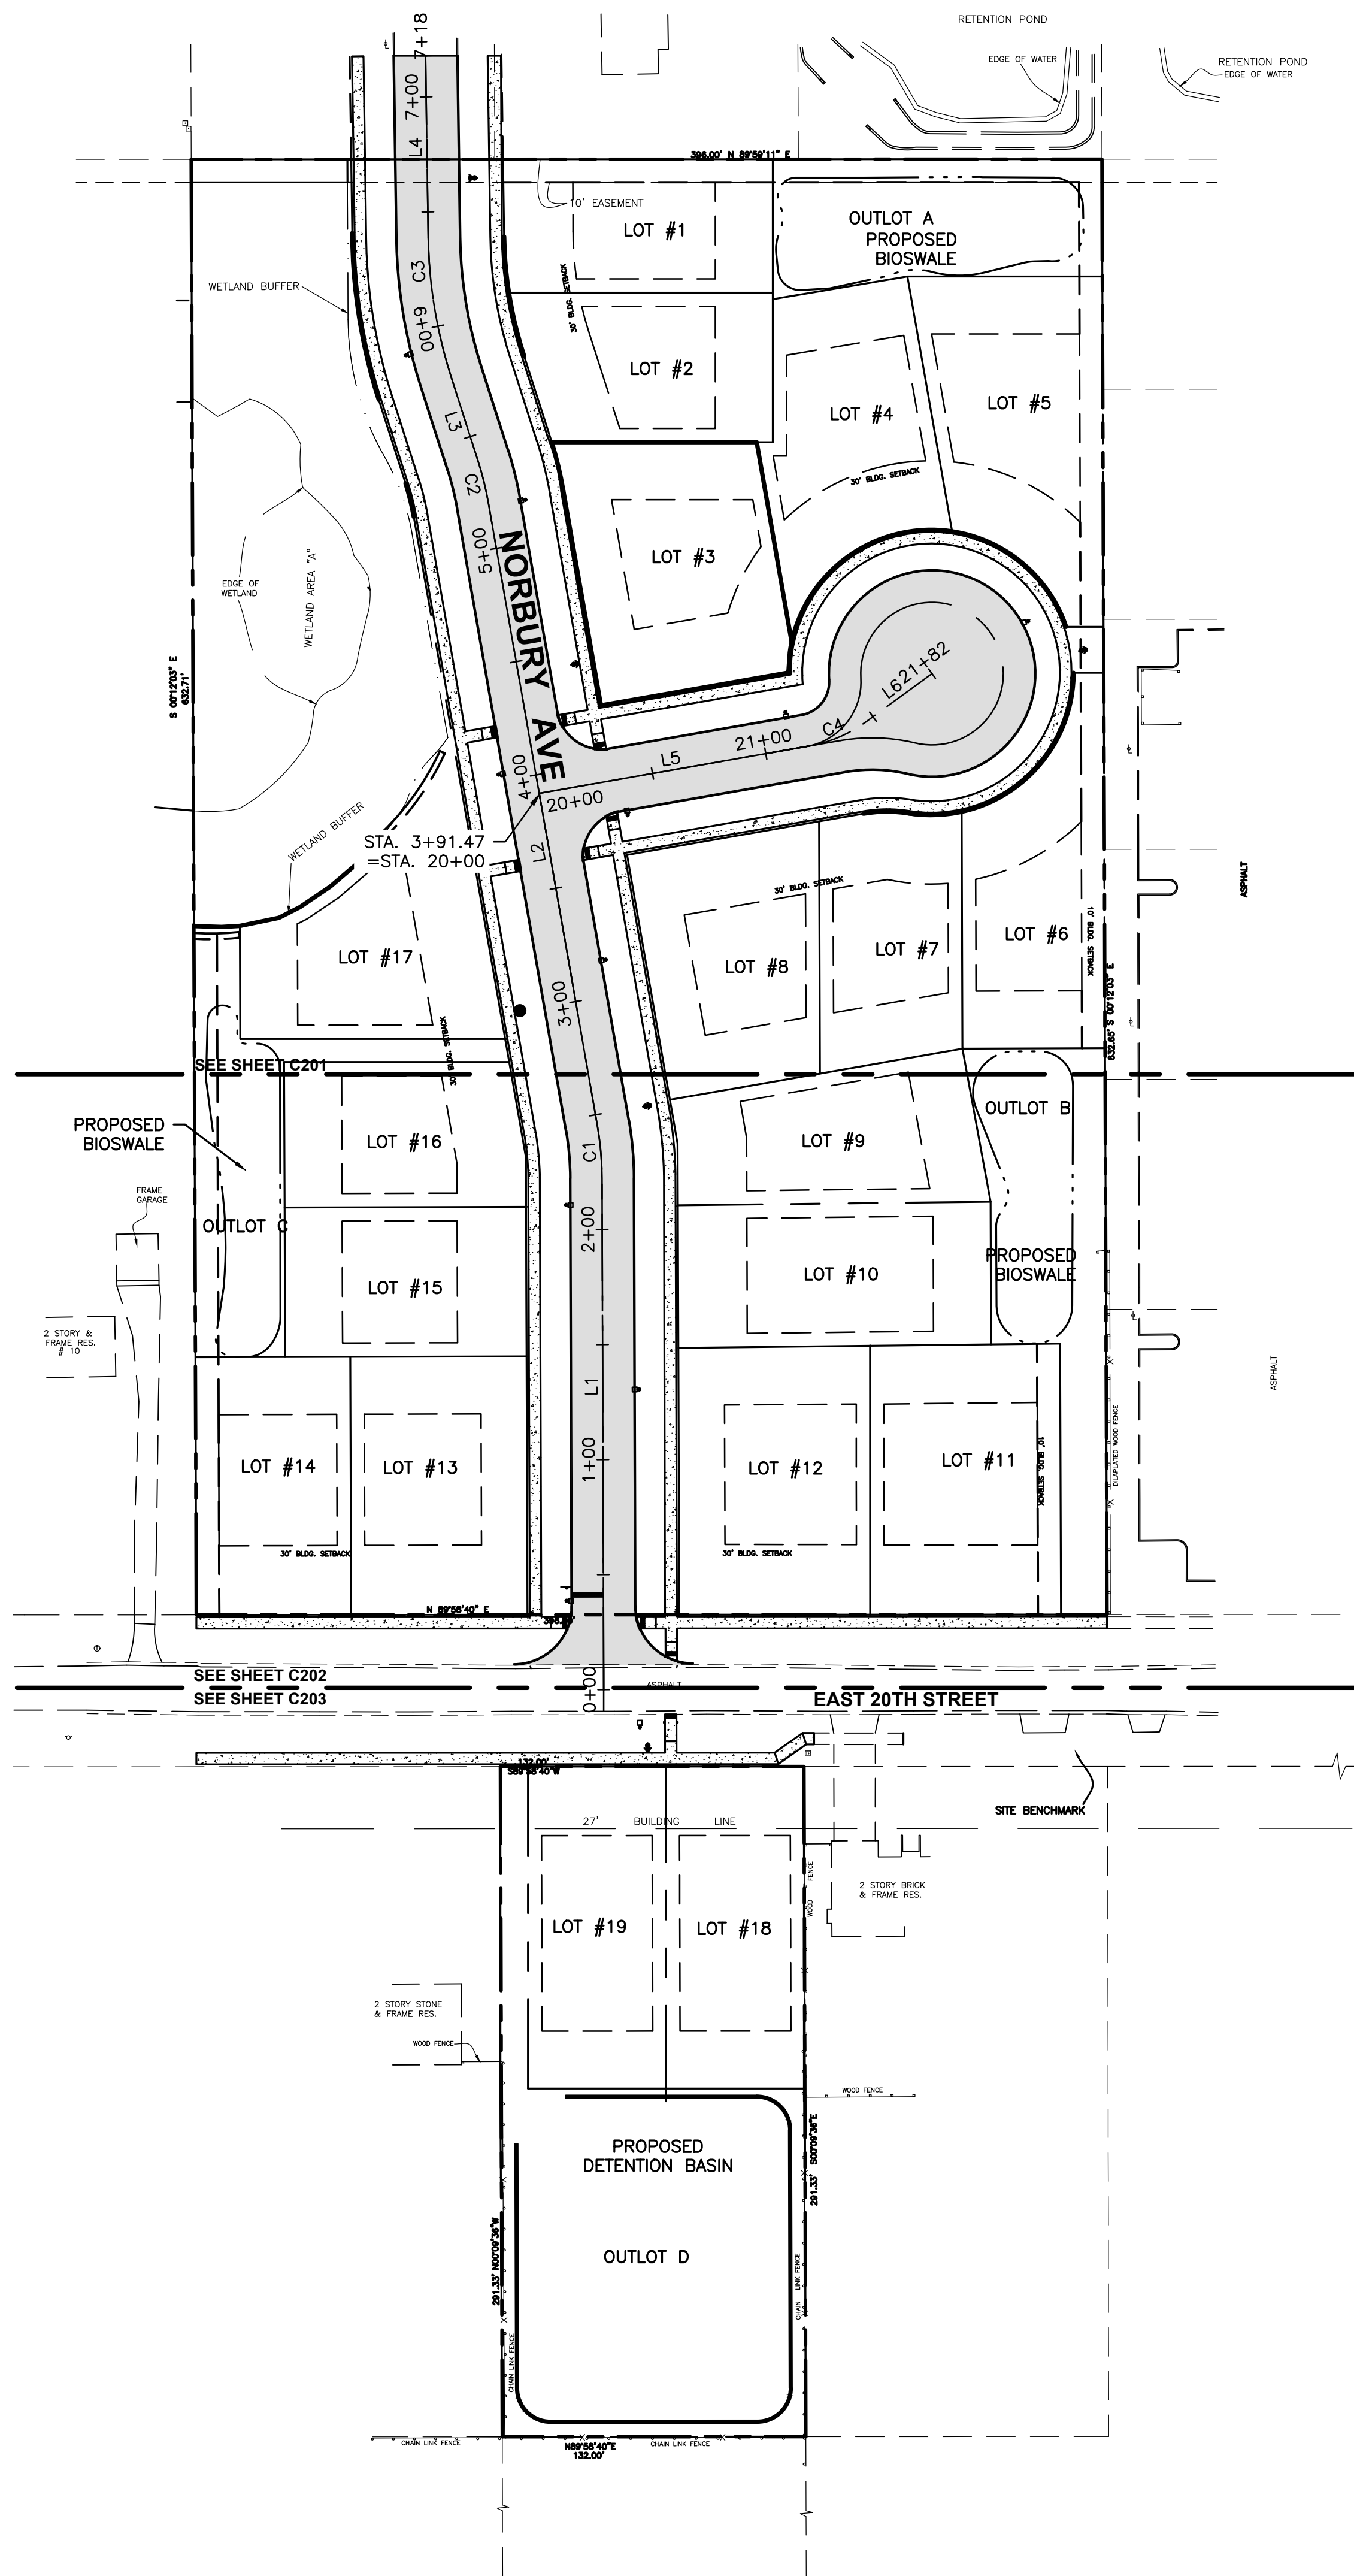 RETENTION POND
EDGE OF WATER
RETENTION POND
EDGE OF WATER
7+18
7+00
L4
396.00' N 89°59'11" E
10' EASEMENT
LOT #1
OUTLOT A
PROPOSED
BIOSWALE
WETLAND BUFFER
C3
30' BLDG. SETBACK
6+00
LOT #2
LOT #4
LOT #5
L3
30' BLDG. SETBACK
C2
5+00
NORBURY AVE
LOT #3
EDGE OF
WETLAND
WETLAND AREA "A"
S 00°12'03" E
632.71'
21+82
L6
C4
21+00
L5
20+00
4+00
STA. 3+91.47
=STA. 20+00
WETLAND BUFFER
L2
30' BLDG. SETBACK
ASPHALT
LOT #17
LOT #8
LOT #7
LOT #6
10' BLDG. SETBACK
632.65' S 00°12'03" E
3+00
30' BLDG. SETBACK
SEE SHEET C201
PROPOSED
BIOSWALE
OUTLOT B
LOT #16
C1
LOT #9
FRAME
GARAGE
OUTLOT C
2+00
LOT #15
LOT #10
PROPOSED
BIOSWALE
2 STORY &
FRAME RES.
# 10
L1
ASPHALT
DILAPLATED WOOD FENCE
1+00
LOT #14
LOT #13
LOT #12
LOT #11
10' BLDG. SETBACK
30' BLDG. SETBACK
30' BLDG. SETBACK
N 89°58'40" E
0+00
ASPHALT
SEE SHEET C202
SEE SHEET C203
EAST 20TH STREET
132.00'
S89°58'40"W
SITE BENCHMARK
27' BUILDING LINE
WOOD FENCE
2 STORY BRICK
& FRAME RES.
LOT #19
LOT #18
2 STORY STONE
& FRAME RES.
WOOD FENCE
WOOD FENCE
PROPOSED
DETENTION BASIN
291.33' S00°09'36"E
OUTLOT D
291.33' N00°09'36"W
CHAIN LINK FENCE
CHAIN LINK FENCE
CHAIN LINK FENCE
CHAIN LINK FENCE
N89°58'40"E
132.00'